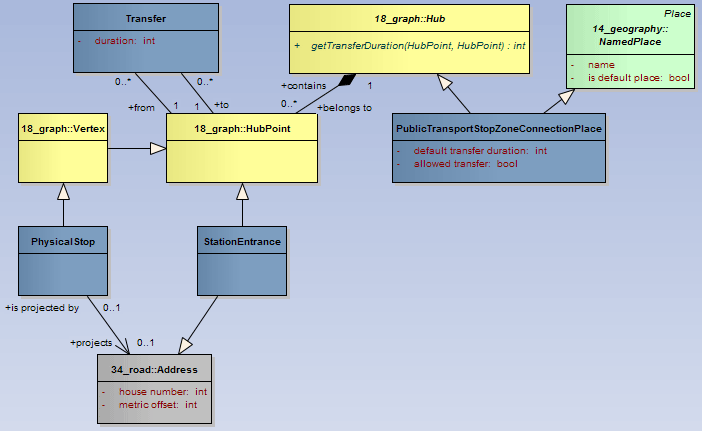 Transfer
- duration: int
18_graph::Hub
+ getTransferDuration(HubPoint, HubPoint) : int
Place
14_geography::
NamedPlace
- name
- is default place: bool
0..*
0..*
+from
1
1
+to
+contains
1
0..*
+belongs to
18_graph::Vertex
18_graph::HubPoint
PublicTransportStopZoneConnectionPlace
- default transfer duration: int
- allowed transfer: bool
PhysicalStop
StationEntrance
+is projected by
0..1
+projects
0..1
34_road::Address
- house number: int
- metric offset: int